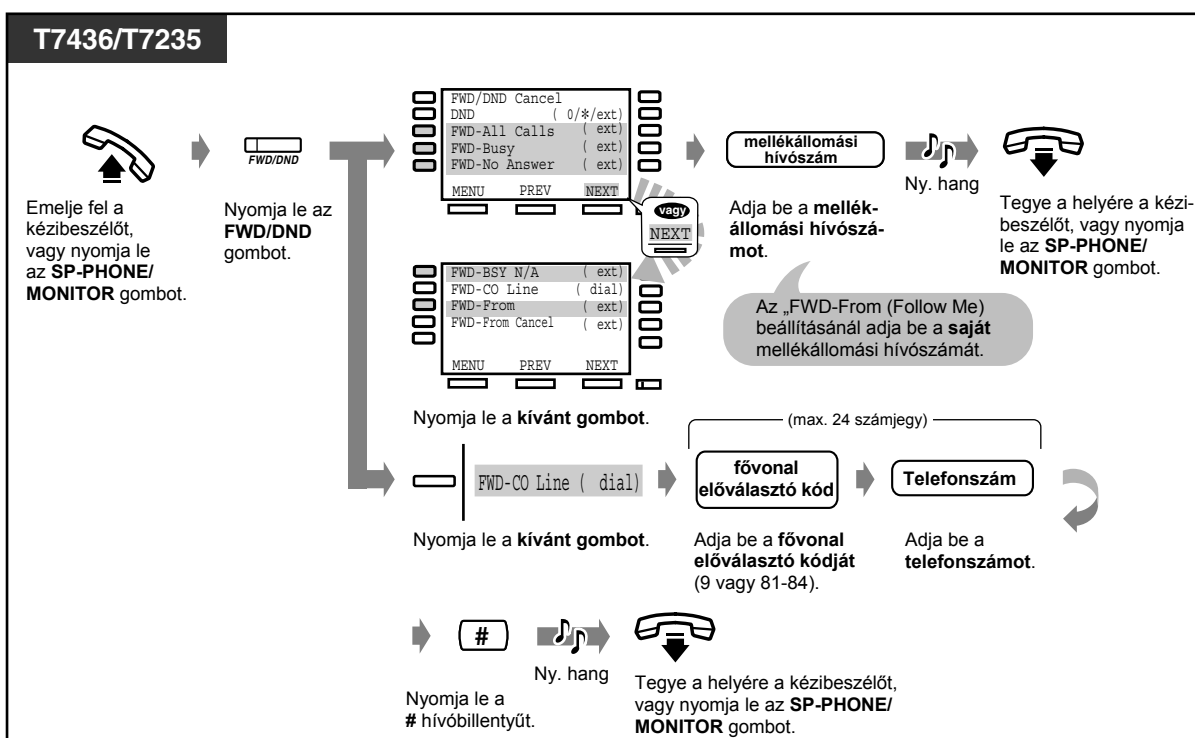 T7436/T7235
Emelje fel a
kézibeszélőt,
vagy nyomja le
az SP-PHONE/
MONITOR gombot.
FWD/DND
Nyomja le az
FWD/DND
gombot.
FWD/DND Cancel
DND ( 0/*/ext)
FWD-All Calls ( ext)
FWD-Busy ( ext)
FWD-No Answer ( ext)
MENU PREV NEXT
vagy
NEXT
FWD-BSY N/A ( ext)
FWD-CO Line ( dial)
FWD-From ( ext)
FWD-From Cancel ( ext)
MENU PREV NEXT
Nyomja le a kívánt gombot.
mellékállomási
hívószám
Adja be a mellék-
állomási hívószá-
mot.
Ny. hang
Tegye a helyére a kézi-
beszélőt, vagy nyomja
le az SP-PHONE/
MONITOR gombot.
Az „FWD-From (Follow Me)
beállításánál adja be a saját
mellékállomási hívószámát.
FWD-CO Line ( dial)
Nyomja le a kívánt gombot.
(max. 24 számjegy)
fővonal
előválasztó kód
Adja be a fővonal
előválasztó kódját
(9 vagy 81-84).
Telefonszám
Adja be a
telefonszámot.
#
Nyomja le a
# hívóbillentyűt.
Ny. hang
Tegye a helyére a kézibeszélőt,
vagy nyomja le az SP-PHONE/
MONITOR gombot.